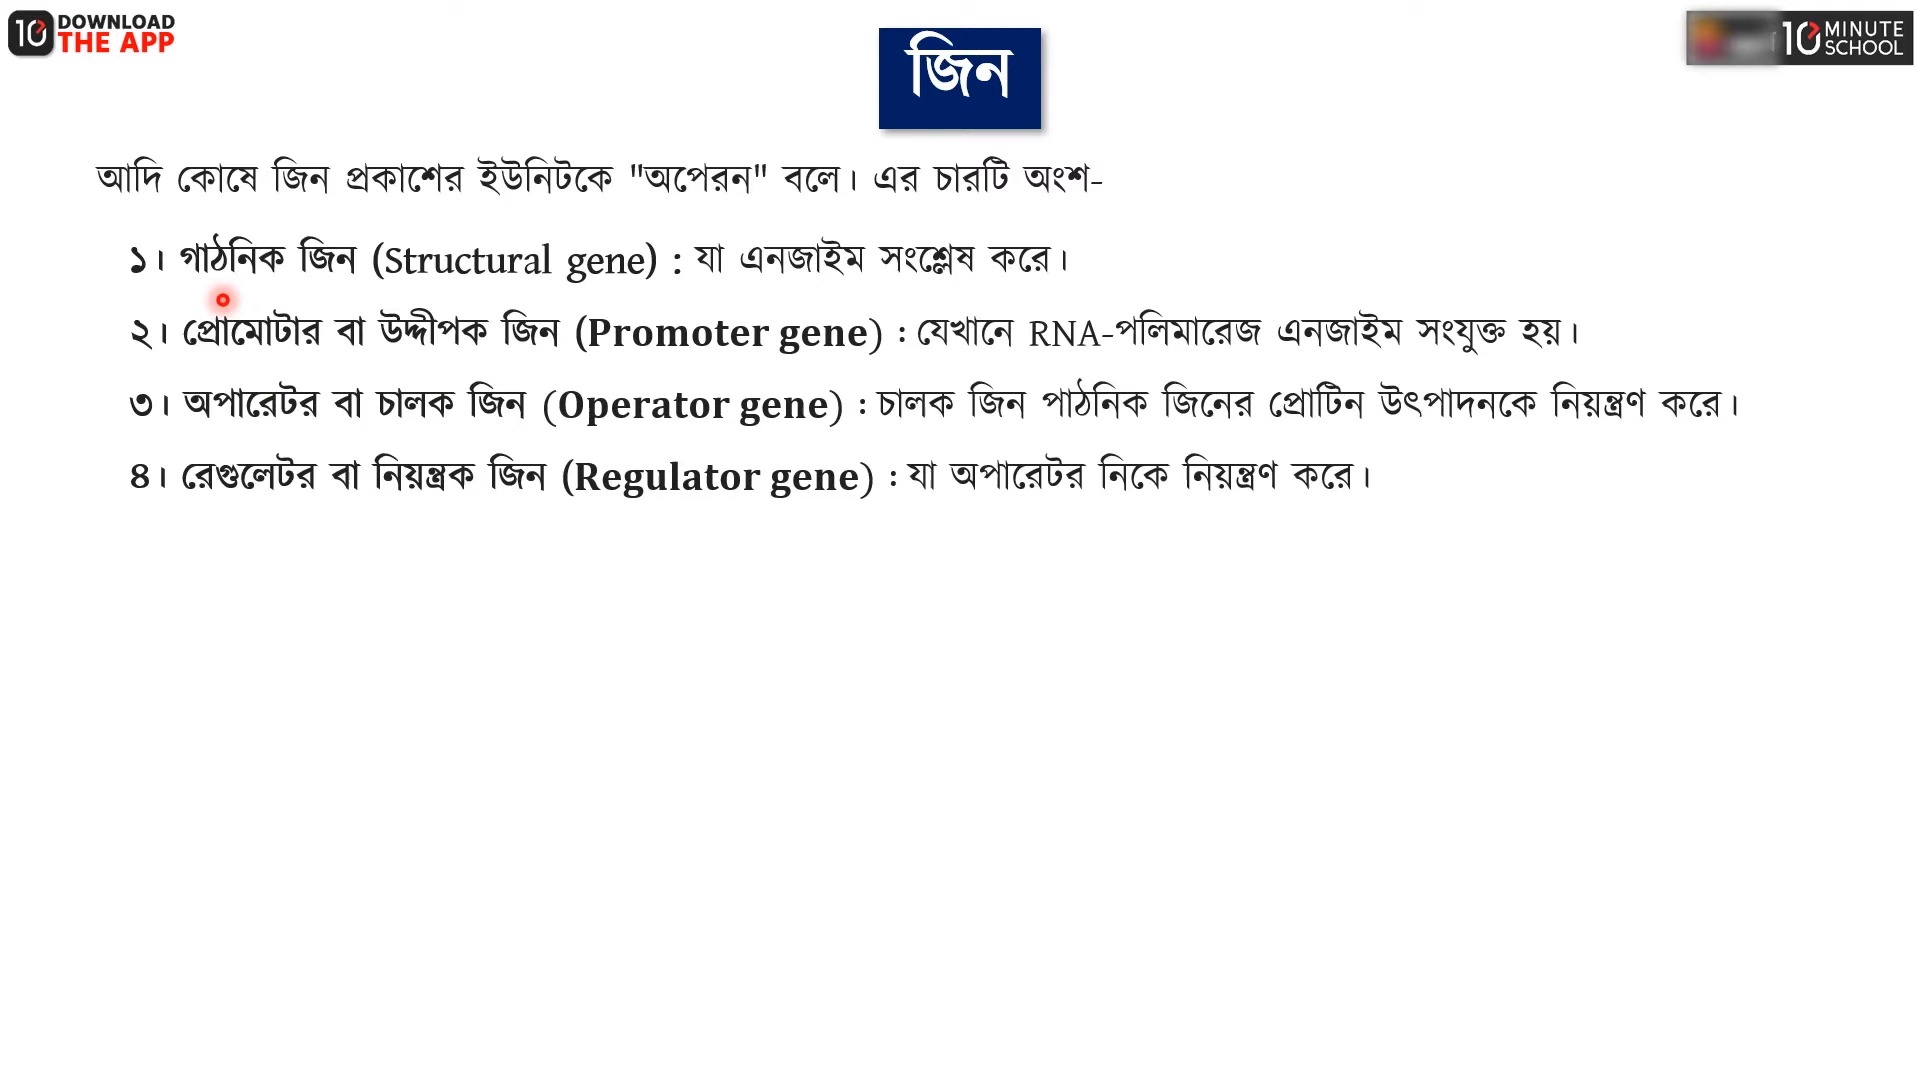 10 DOWNLOAD
THE APP
10 MINUTE
SCHOOL
জিন
আদি কোষে জিন প্রকাশের ইউনিটকে "অপেরন" বলে। এর চারটি অংশ-
১। গাঠনিক জিন (Structural gene) : যা এনজাইম সংশ্লেষ করে।
২। প্রোমোটার বা উদ্দীপক জিন (Promoter gene) : যেখানে RNA-পলিমারেজ এনজাইম সংযুক্ত হয়।
৩। অপারেটর বা চালক জিন (Operator gene) : চালক জিন পাঠনিক জিনের প্রোটিন উৎপাদনকে নিয়ন্ত্রণ করে।
৪। রেগুলেটর বা নিয়ন্ত্রক জিন (Regulator gene) : যা অপারেটর নিকে নিয়ন্ত্রণ করে।